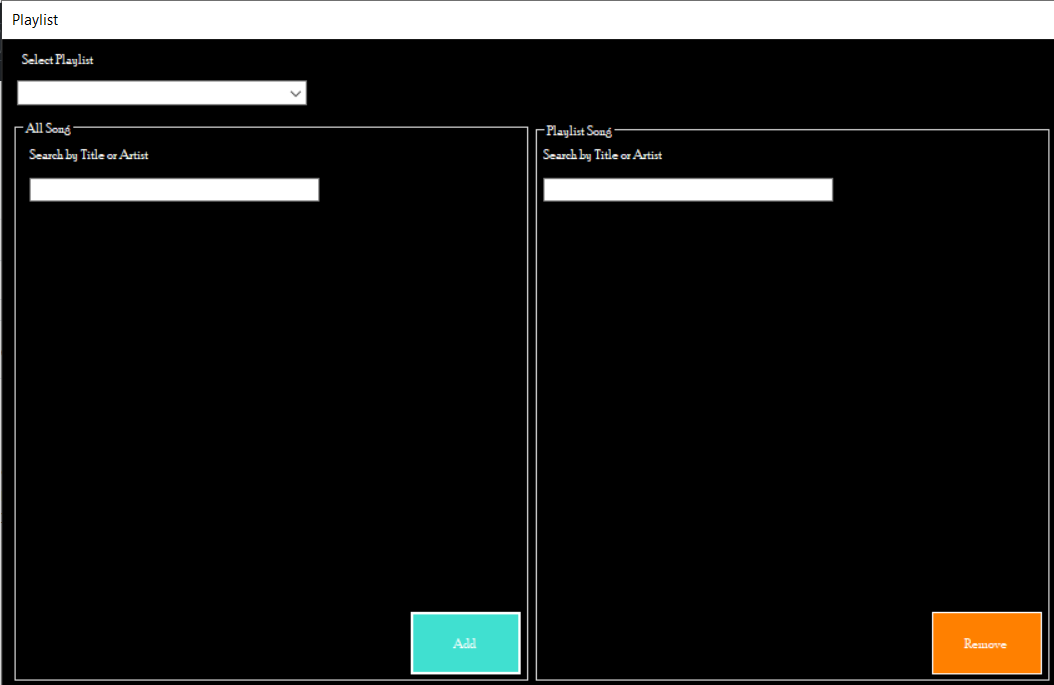 Playlist
Select Playlist
All Song
Search by Title or Artist
Add
Playlist Song
Search by Title or Artist
Remove